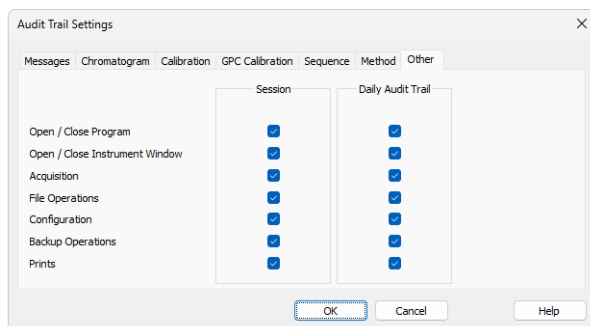 Audit Trail Settings
Messages Chromatogram Calibration GPC Calibration Sequence Method Other
Session Daily Audit Trail
Open / Close Program
Open / Close Instrument Window
Acquisition
File Operations
Configuration
Backup Operations
Prints
OK Cancel Help